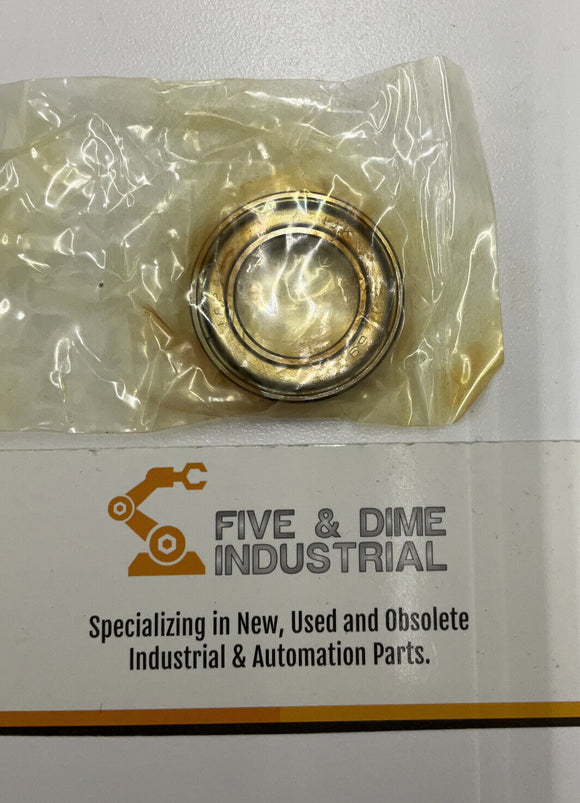 FIVE & DIME
INDUSTRIAL
Specializing in New, Used and Obsolete
Industrial & Automation Parts.